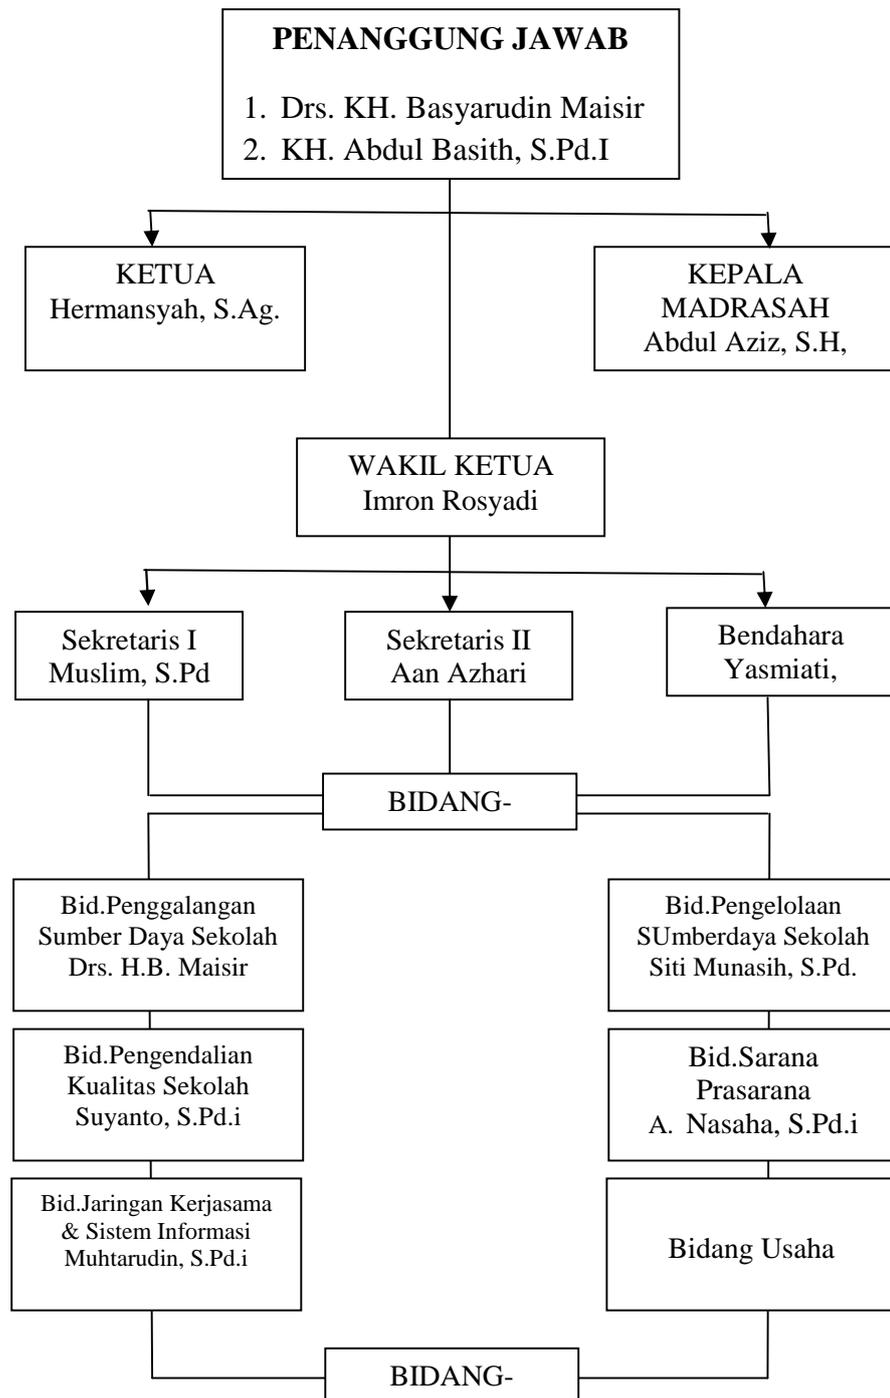 PENANGGUNG JAWAB
1. Drs. KH. Basyarudin Maisir
2. KH. Abdul Basith, S.Pd.I
KETUA
Hermansyah, S.Ag.
KEPALA
MADRASAH
Abdul Aziz, S.H,
WAKIL KETUA
Imron Rosyadi
Sekretaris I
Muslim, S.Pd
Sekretaris II
Aan Azhari
Bendahara
Yasmiati,
BIDANG-
Bid.Penggalangan
Sumber Daya Sekolah
Drs. H.B. Maisir
Bid.Pengelolaan
SUmberdaya Sekolah
Siti Munasih, S.Pd.
Bid.Pengendalian
Kualitas Sekolah
Suyanto, S.Pd.i
Bid.Sarana
Prasarana
A. Nasaha, S.Pd.i
Bid.Jaringan Kerjasama
& Sistem Informasi
Muhtarudin, S.Pd.i
Bidang Usaha
BIDANG-